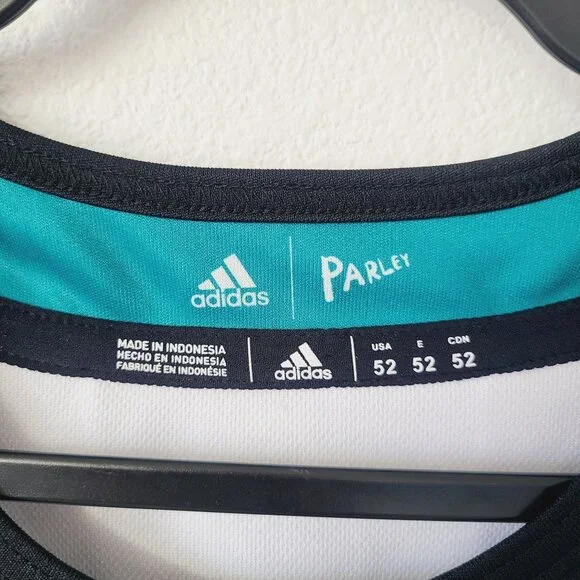 adidas
PARLEY
MADE IN INDONESIA
HECHO EN INDONESIA
FABRIQUÉ EN INDONÉSIE
adidas
USA E CDN
52 52 52